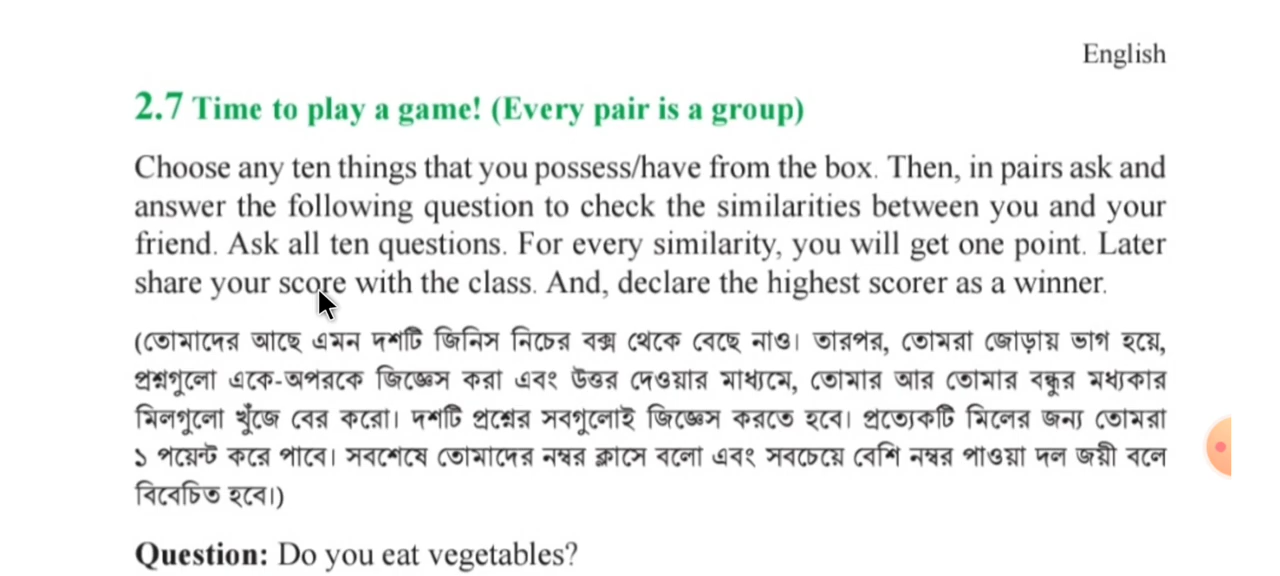 English
2.7 Time to play a game! (Every pair is a group)
Choose any ten things that you possess/have from the box. Then, in pairs ask and
answer the following question to check the similarities between you and your
friend. Ask all ten questions. For every similarity, you will get one point. Later
share your score with the class. And, declare the highest scorer as a winner.
(তোমাদের আছে এমন দশটি জিনিস নিচের বক্স থেকে বেছে নাও। তারপর, তোমরা জোড়ায় ভাগ হয়ে,
প্রশ্নগুলো একে-অপরকে জিজ্ঞেস করা এবং উত্তর দেওয়ার মাধ্যমে, তোমার আর তোমার বন্ধুর মধ্যকার
মিলগুলো খুঁজে বের করো। দশটি প্রশ্নের সবগুলোই জিজ্ঞেস করতে হবে। প্রত্যেকটি মিলের জন্য তোমরা
১ পয়েন্ট করে পাবে। সবশেষে তোমাদের নম্বর ক্লাসে বলো এবং সবচেয়ে বেশি নম্বর পাওয়া দল জয়ী বলে
বিবেচিত হবে।)
Question: Do you eat vegetables?